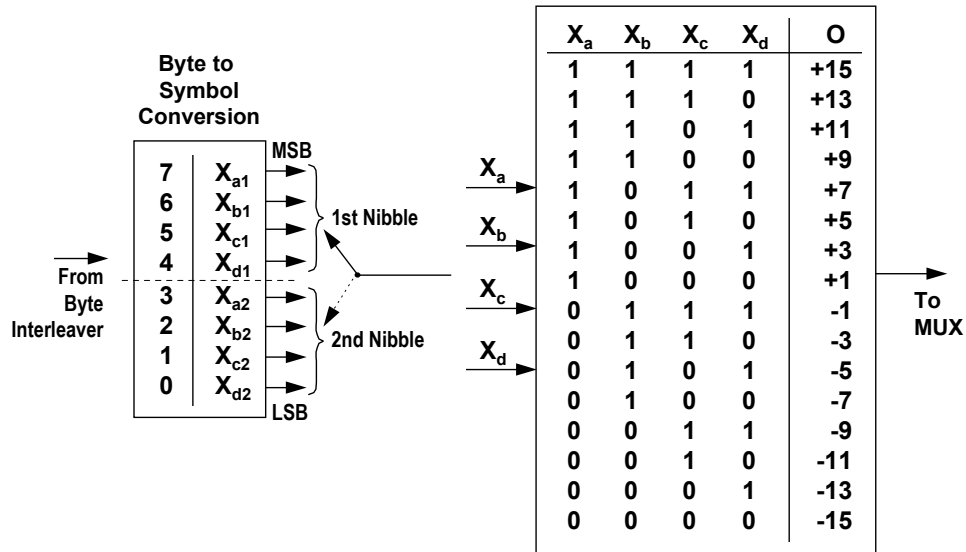 Byte to
Symbol
Conversion
MSB
7 Xa1
6 Xb1
5 Xc1
4 Xd1
3 Xa2
2 Xb2
1 Xc2
0 Xd2
LSB
1st Nibble
2nd Nibble
From
Byte
Interleaver
Xa
Xb
Xc
Xd
Xa Xb Xc Xd O
1 1 1 1 +15
1 1 1 0 +13
1 1 0 1 +11
1 1 0 0 +9
1 0 1 1 +7
1 0 1 0 +5
1 0 0 1 +3
1 0 0 0 +1
0 1 1 1 -1
0 1 1 0 -3
0 1 0 1 -5
0 1 0 0 -7
0 0 1 1 -9
0 0 1 0 -11
0 0 0 1 -13
0 0 0 0 -15
To
MUX